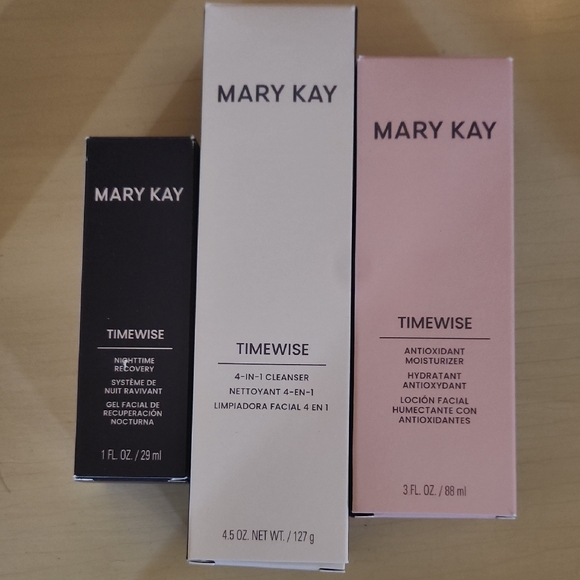 MARY KAY
TIMEWISE
NIGHTTIME
RECOVERY
SYSTÈME DE
NUIT RAVIVANT
GEL FACIAL DE
RECUPERACIÓN
NOCTURNA
1 FL. OZ. / 29 ml
MARY KAY
TIMEWISE
4-IN-1 CLEANSER
NETTOYANT 4-EN-1
LIMPIADORA FACIAL 4 EN 1
4.5 OZ. NET WT. / 127 g
MARY KAY
TIMEWISE
ANTIOXIDANT
MOISTURIZER
HYDRATANT
ANTIOXYDANT
LOCIÓN FACIAL
HUMECTANTE CON
ANTIOXIDANTES
3 FL. OZ. / 88 ml